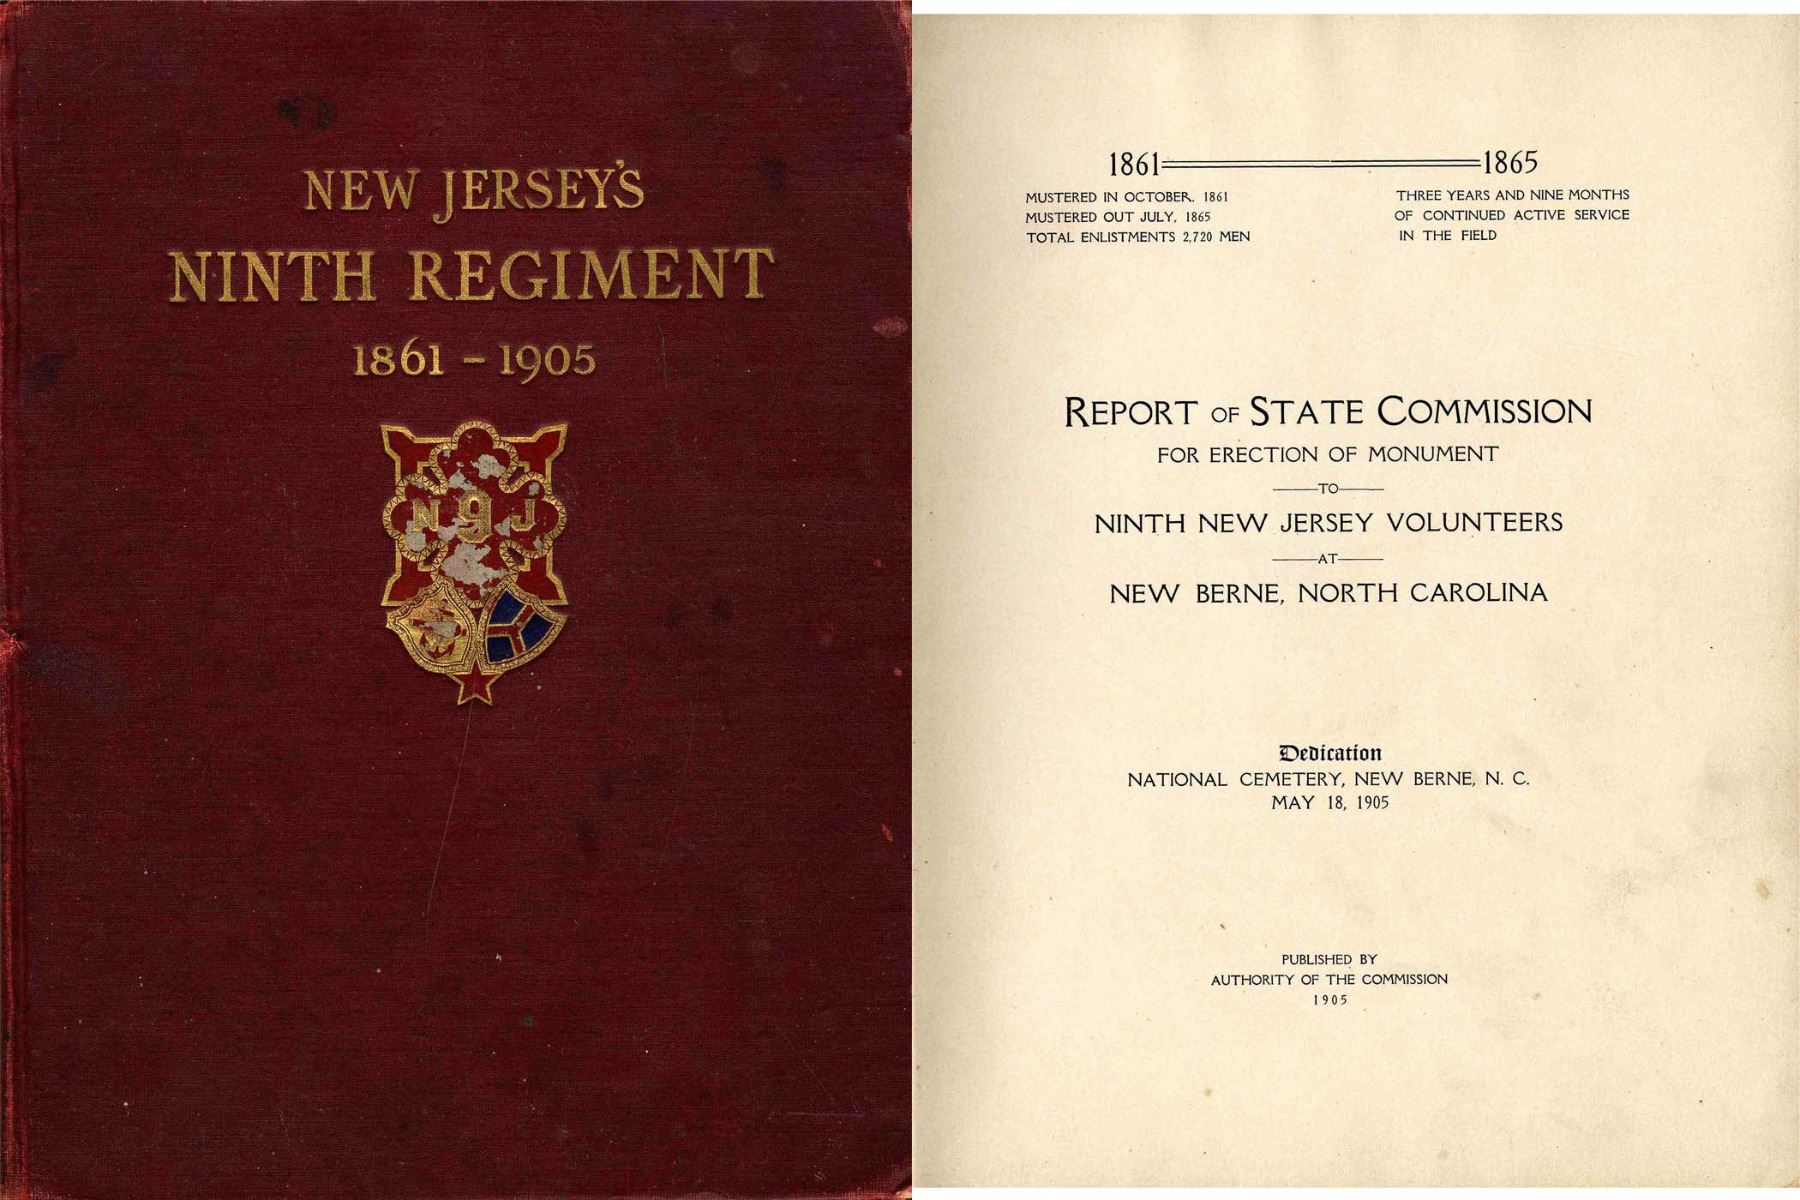 NEW JERSEY'S
NINTH REGIMENT
1861 - 1905
N 9 J
1861 1865
MUSTERED IN OCTOBER, 1861
MUSTERED OUT JULY, 1865
TOTAL ENLISTMENTS 2,720 MEN
THREE YEARS AND NINE MONTHS
OF CONTINUED ACTIVE SERVICE
IN THE FIELD
REPORT OF STATE COMMISSION
FOR ERECTION OF MONUMENT
TO
NINTH NEW JERSEY VOLUNTEERS
AT
NEW BERNE, NORTH CAROLINA
Dedication
NATIONAL CEMETERY, NEW BERNE, N. C.
MAY 18, 1905
PUBLISHED BY
AUTHORITY OF THE COMMISSION
1905